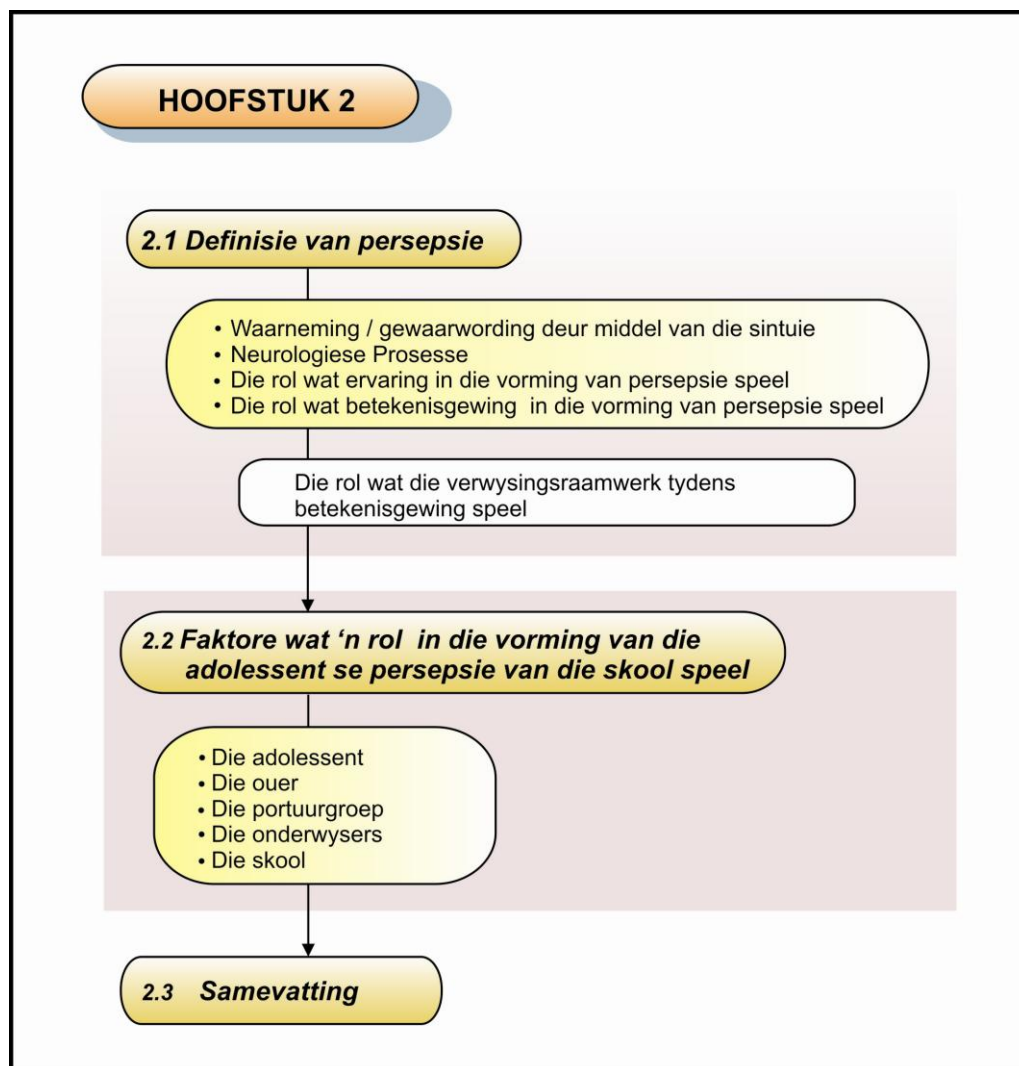 HOOFSTUK 2
2.1 Definisie van persepsie
• Waarneming / gewaarwording deur middel van die sintuie
• Neurologiese Prosesse
• Die rol wat ervaring in die vorming van persepsie speel
• Die rol wat betekenisgewing in die vorming van persepsie speel
Die rol wat die verwysingsraamwerk tydens
betekenisgewing speel
2.2 Faktore wat ‘n rol in die vorming van die
adolessent se persepsie van die skool speel
• Die adolessent
• Die ouer
• Die portuurgroep
• Die onderwysers
• Die skool
2.3 Samevatting